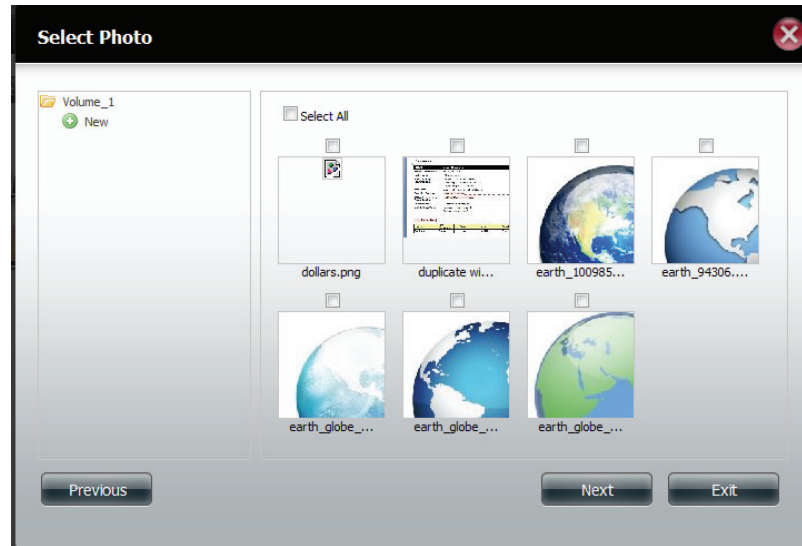 Select Photo
Volume_1
New
Select All
dollars.png
duplicate wi...
earth_100985...
earth_94306....
earth_globe_...
earth_globe_...
earth_globe_...
Previous
Next
Exit